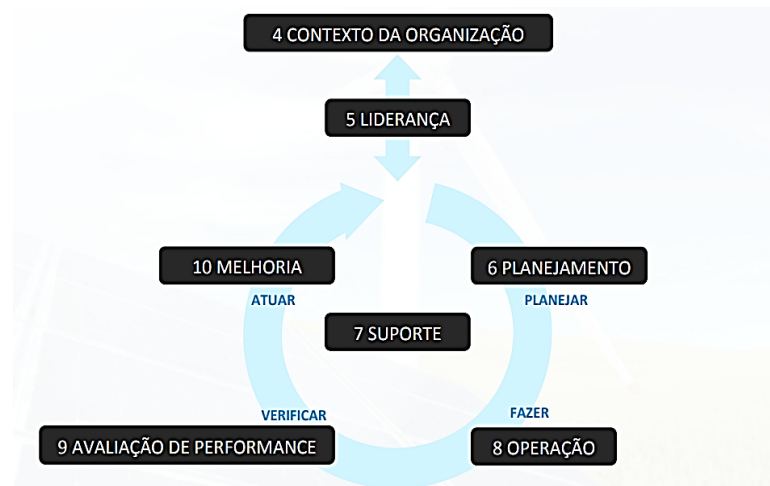 4 CONTEXTO DA ORGANIZAÇÃO
5 LIDERANÇA
10 MELHORIA
6 PLANEJAMENTO
ATUAR
PLANEJAR
7 SUPORTE
VERIFICAR
FAZER
9 AVALIAÇÃO DE PERFORMANCE
8 OPERAÇÃO